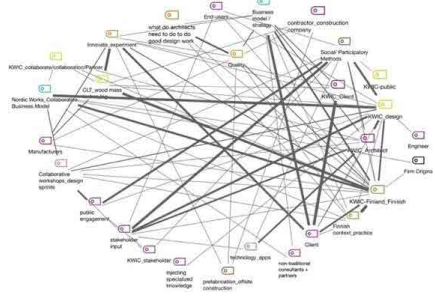 End-users
Business
model /
strategy
contractor_construction
company
what do architects
need to do to do
good design work
Innovate_experiment
Quality
Social/ Participatory
Methods
KWIC_collaborate/collaboration/Partner
CLT_wood mass
KWIC-public
KWIC_Client
Nordic Works_Collaborate_
Business Model
KWIC_design
Engineer
Manufacturers
KWIC_Architect
Firm Origins
Collaborative
workshops_design
sprints
KWIC-Finland_Finnish
public
engagement
Finnish
context_practice
stakeholder
input
Client
KWIC_stakeholder
technology_apps
non-traditional
consultants +
partners
injecting
specialized
knowledge
prefabrication_offsite
construction